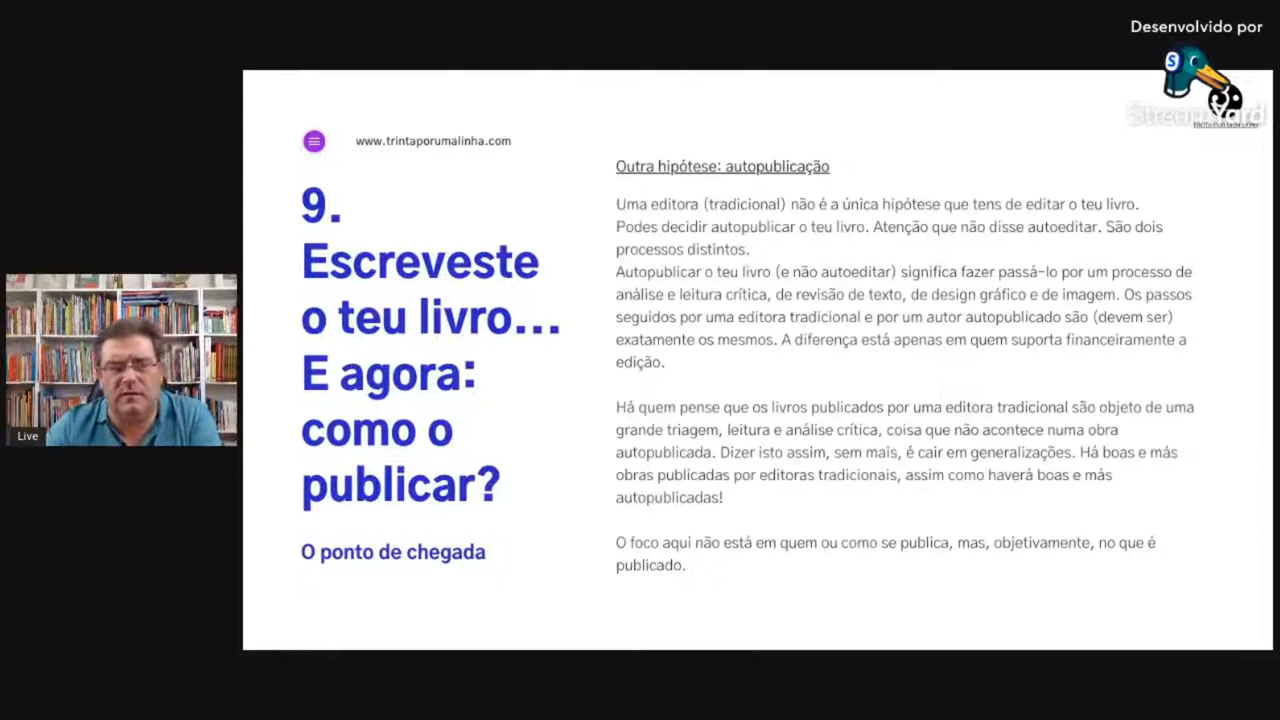 Desenvolvido por
S
StreamYard
www.trintaporumalinha.com
9.
Escreveste
o teu livro...
E agora:
como o
publicar?
O ponto de chegada
Outra hipótese: autopublicação
Uma editora (tradicional) não é a única hipótese que tens de editar o teu livro.
Podes decidir autopublicar o teu livro. Atenção que não disse autoeditar. São dois
processos distintos.
Autopublicar o teu livro (e não autoeditar) significa fazer passá-lo por um processo de
análise e leitura crítica, de revisão de texto, de design gráfico e de imagem. Os passos
seguidos por uma editora tradicional e por um autor autopublicado são (devem ser)
exatamente os mesmos. A diferença está apenas em quem suporta financeiramente a
edição.
Há quem pense que os livros publicados por uma editora tradicional são objeto de uma
grande triagem, leitura e análise crítica, coisa que não acontece numa obra
autopublicada. Dizer isto assim, sem mais, é cair em generalizações. Há boas e más
obras publicadas por editoras tradicionais, assim como haverá boas e más
autopublicadas!
O foco aqui não está em quem ou como se publica, mas, objetivamente, no que é
publicado.
Live